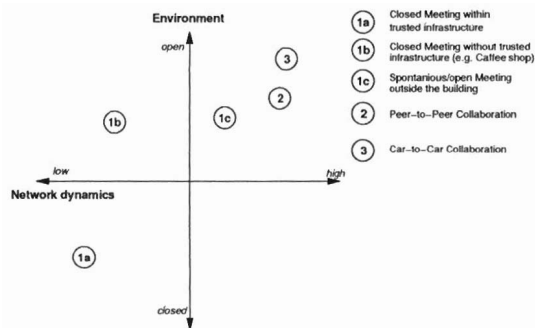 Environment
open
3
2
1c
1b
low
high
Network dynamics
1a
closed
1a Closed Meeting within
trusted infrastructure
1b Closed Meeting without trusted
infrastructure (e.g. Caffee shop)
1c Spontanious/open Meeting
outside the building
2 Peer-to-Peer Collaboration
3 Car-to-Car Collaboration